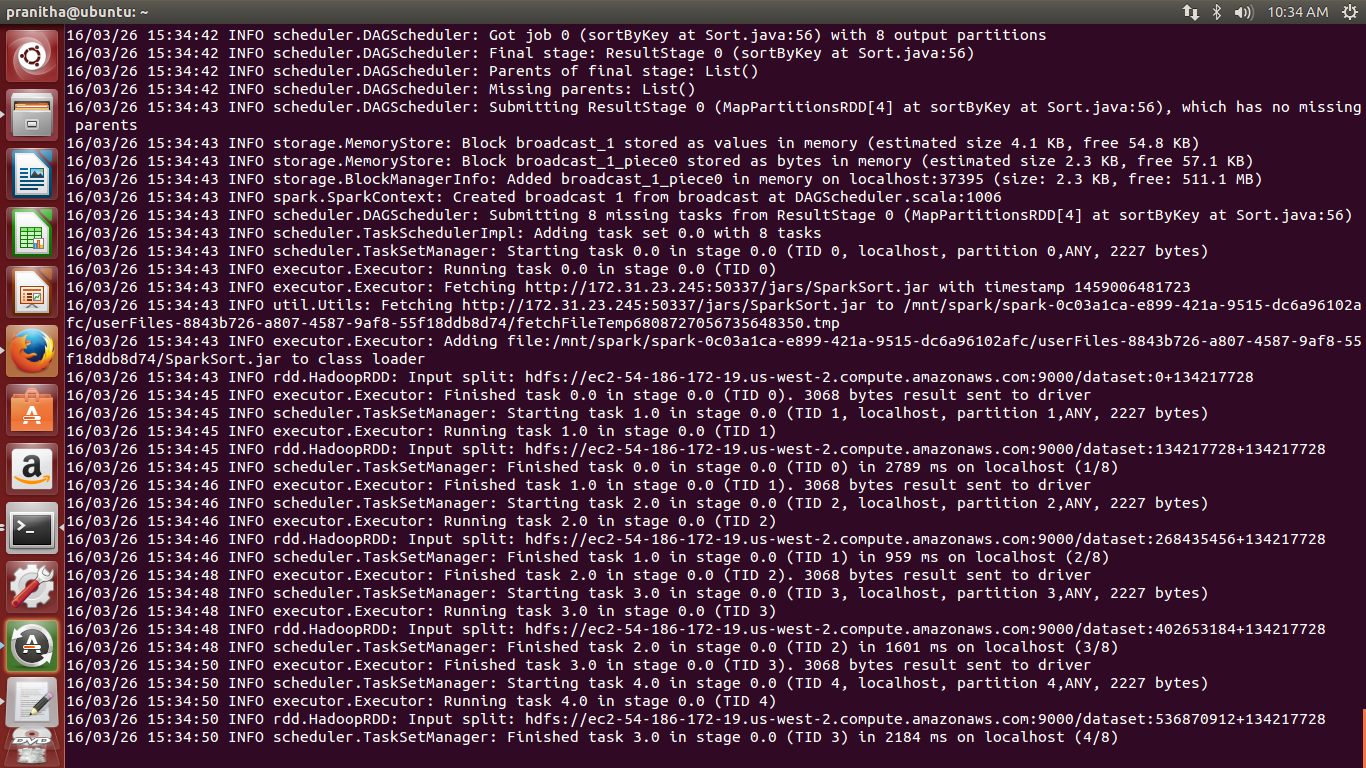 pranitha@ubuntu: ~
10:34 AM
16/03/26 15:34:42 INFO scheduler.DAGScheduler: Got job 0 (sortByKey at Sort.java:56) with 8 output partitions
16/03/26 15:34:42 INFO scheduler.DAGScheduler: Final stage: ResultStage 0 (sortByKey at Sort.java:56)
16/03/26 15:34:42 INFO scheduler.DAGScheduler: Parents of final stage: List()
16/03/26 15:34:42 INFO scheduler.DAGScheduler: Missing parents: List()
16/03/26 15:34:43 INFO scheduler.DAGScheduler: Submitting ResultStage 0 (MapPartitionsRDD[4] at sortByKey at Sort.java:56), which has no missing
 parents
16/03/26 15:34:43 INFO storage.MemoryStore: Block broadcast_1 stored as values in memory (estimated size 4.1 KB, free 54.8 KB)
16/03/26 15:34:43 INFO storage.MemoryStore: Block broadcast_1_piece0 stored as bytes in memory (estimated size 2.3 KB, free 57.1 KB)
16/03/26 15:34:43 INFO storage.BlockManagerInfo: Added broadcast_1_piece0 in memory on localhost:37395 (size: 2.3 KB, free: 511.1 MB)
16/03/26 15:34:43 INFO spark.SparkContext: Created broadcast 1 from broadcast at DAGScheduler.scala:1006
16/03/26 15:34:43 INFO scheduler.DAGScheduler: Submitting 8 missing tasks from ResultStage 0 (MapPartitionsRDD[4] at sortByKey at Sort.java:56)
16/03/26 15:34:43 INFO scheduler.TaskSchedulerImpl: Adding task set 0.0 with 8 tasks
16/03/26 15:34:43 INFO scheduler.TaskSetManager: Starting task 0.0 in stage 0.0 (TID 0, localhost, partition 0,ANY, 2227 bytes)
16/03/26 15:34:43 INFO executor.Executor: Running task 0.0 in stage 0.0 (TID 0)
16/03/26 15:34:43 INFO executor.Executor: Fetching http://172.31.23.245:50337/jars/SparkSort.jar with timestamp 1459006481723
16/03/26 15:34:43 INFO util.Utils: Fetching http://172.31.23.245:50337/jars/SparkSort.jar to /mnt/spark/spark-0c03a1ca-e899-421a-9515-dc6a96102a
fc/userFiles-8843b726-a807-4587-9af8-55f18ddb8d74/fetchFileTemp6808727056735648350.tmp
16/03/26 15:34:43 INFO executor.Executor: Adding file:/mnt/spark/spark-0c03a1ca-e899-421a-9515-dc6a96102afc/userFiles-8843b726-a807-4587-9af8-55
f18ddb8d74/SparkSort.jar to class loader
16/03/26 15:34:43 INFO rdd.HadoopRDD: Input split: hdfs://ec2-54-186-172-19.us-west-2.compute.amazonaws.com:9000/dataset:0+134217728
16/03/26 15:34:45 INFO executor.Executor: Finished task 0.0 in stage 0.0 (TID 0). 3068 bytes result sent to driver
16/03/26 15:34:45 INFO scheduler.TaskSetManager: Starting task 1.0 in stage 0.0 (TID 1, localhost, partition 1,ANY, 2227 bytes)
16/03/26 15:34:45 INFO executor.Executor: Running task 1.0 in stage 0.0 (TID 1)
16/03/26 15:34:45 INFO rdd.HadoopRDD: Input split: hdfs://ec2-54-186-172-19.us-west-2.compute.amazonaws.com:9000/dataset:134217728+134217728
16/03/26 15:34:45 INFO scheduler.TaskSetManager: Finished task 0.0 in stage 0.0 (TID 0) in 2789 ms on localhost (1/8)
16/03/26 15:34:46 INFO executor.Executor: Finished task 1.0 in stage 0.0 (TID 1). 3068 bytes result sent to driver
16/03/26 15:34:46 INFO scheduler.TaskSetManager: Starting task 2.0 in stage 0.0 (TID 2, localhost, partition 2,ANY, 2227 bytes)
16/03/26 15:34:46 INFO executor.Executor: Running task 2.0 in stage 0.0 (TID 2)
16/03/26 15:34:46 INFO rdd.HadoopRDD: Input split: hdfs://ec2-54-186-172-19.us-west-2.compute.amazonaws.com:9000/dataset:268435456+134217728
16/03/26 15:34:46 INFO scheduler.TaskSetManager: Finished task 1.0 in stage 0.0 (TID 1) in 959 ms on localhost (2/8)
16/03/26 15:34:48 INFO executor.Executor: Finished task 2.0 in stage 0.0 (TID 2). 3068 bytes result sent to driver
16/03/26 15:34:48 INFO scheduler.TaskSetManager: Starting task 3.0 in stage 0.0 (TID 3, localhost, partition 3,ANY, 2227 bytes)
16/03/26 15:34:48 INFO executor.Executor: Running task 3.0 in stage 0.0 (TID 3)
16/03/26 15:34:48 INFO rdd.HadoopRDD: Input split: hdfs://ec2-54-186-172-19.us-west-2.compute.amazonaws.com:9000/dataset:402653184+134217728
16/03/26 15:34:48 INFO scheduler.TaskSetManager: Finished task 2.0 in stage 0.0 (TID 2) in 1601 ms on localhost (3/8)
16/03/26 15:34:50 INFO executor.Executor: Finished task 3.0 in stage 0.0 (TID 3). 3068 bytes result sent to driver
16/03/26 15:34:50 INFO scheduler.TaskSetManager: Starting task 4.0 in stage 0.0 (TID 4, localhost, partition 4,ANY, 2227 bytes)
16/03/26 15:34:50 INFO executor.Executor: Running task 4.0 in stage 0.0 (TID 4)
16/03/26 15:34:50 INFO rdd.HadoopRDD: Input split: hdfs://ec2-54-186-172-19.us-west-2.compute.amazonaws.com:9000/dataset:536870912+134217728
16/03/26 15:34:50 INFO scheduler.TaskSetManager: Finished task 3.0 in stage 0.0 (TID 3) in 2184 ms on localhost (4/8)